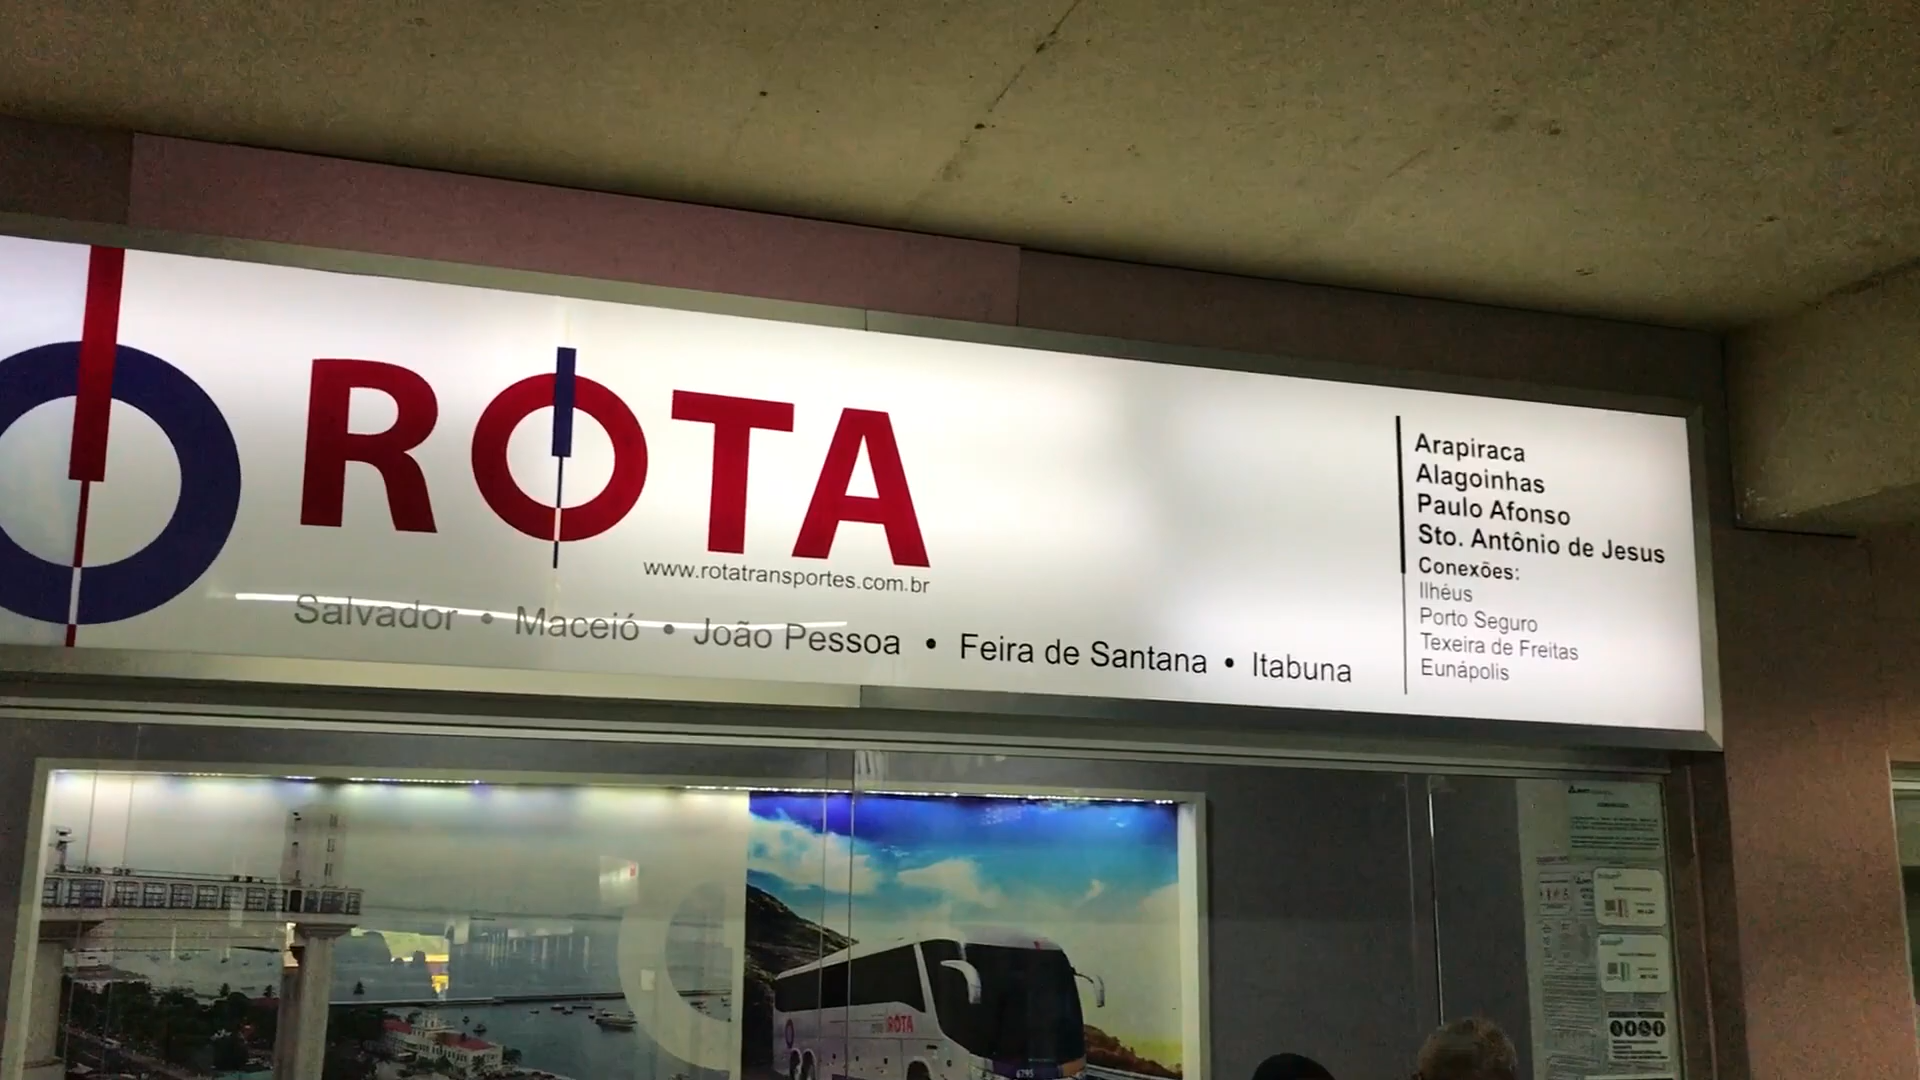 ROTA
www.rotatransportes.com.br
Salvador • Maceió • João Pessoa • Feira de Santana • Itabuna
Arapiraca
Alagoinhas
Paulo Afonso
Sto. Antônio de Jesus
Conexões:
Ilhéus
Porto Seguro
Texeira de Freitas
Eunápolis
ROTA
6795